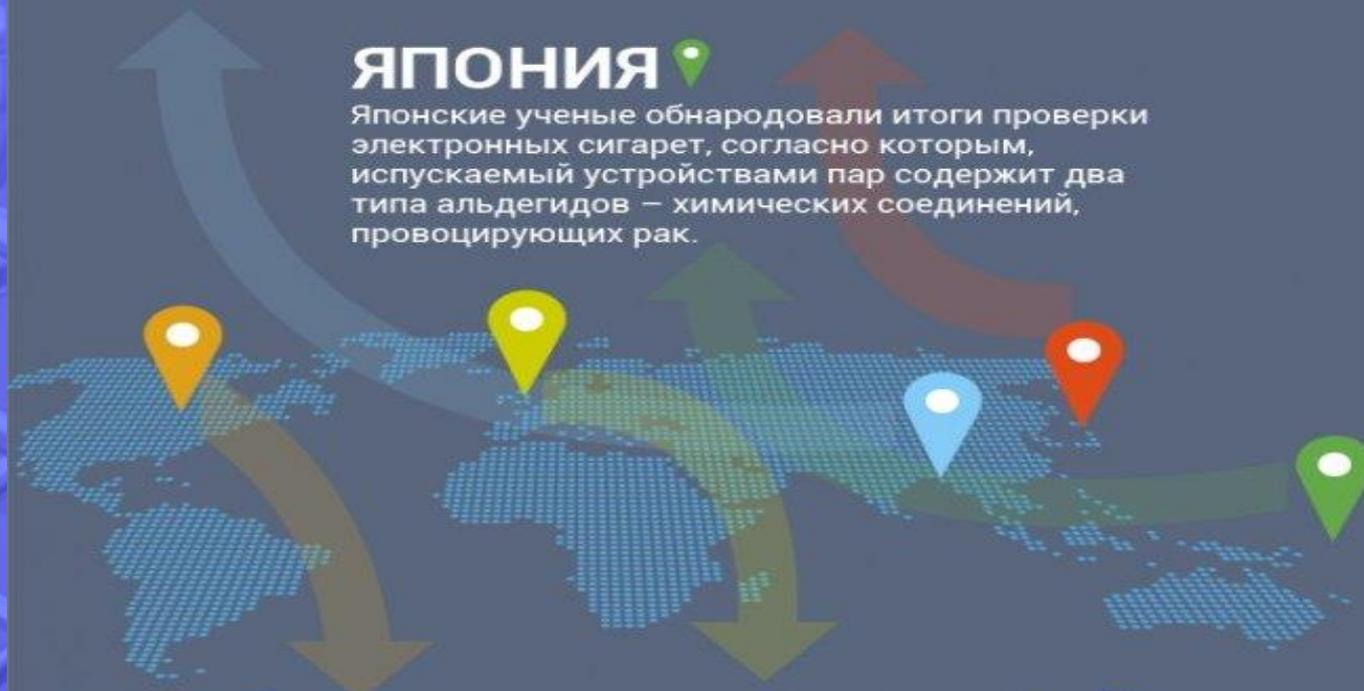 ЯПОНИЯ
Японские ученые обнародовали итоги проверки
электронных сигарет, согласно которым,
испускаемый устройствами пар содержит два
типа альдегидов – химических соединений,
провоцирующих рак.